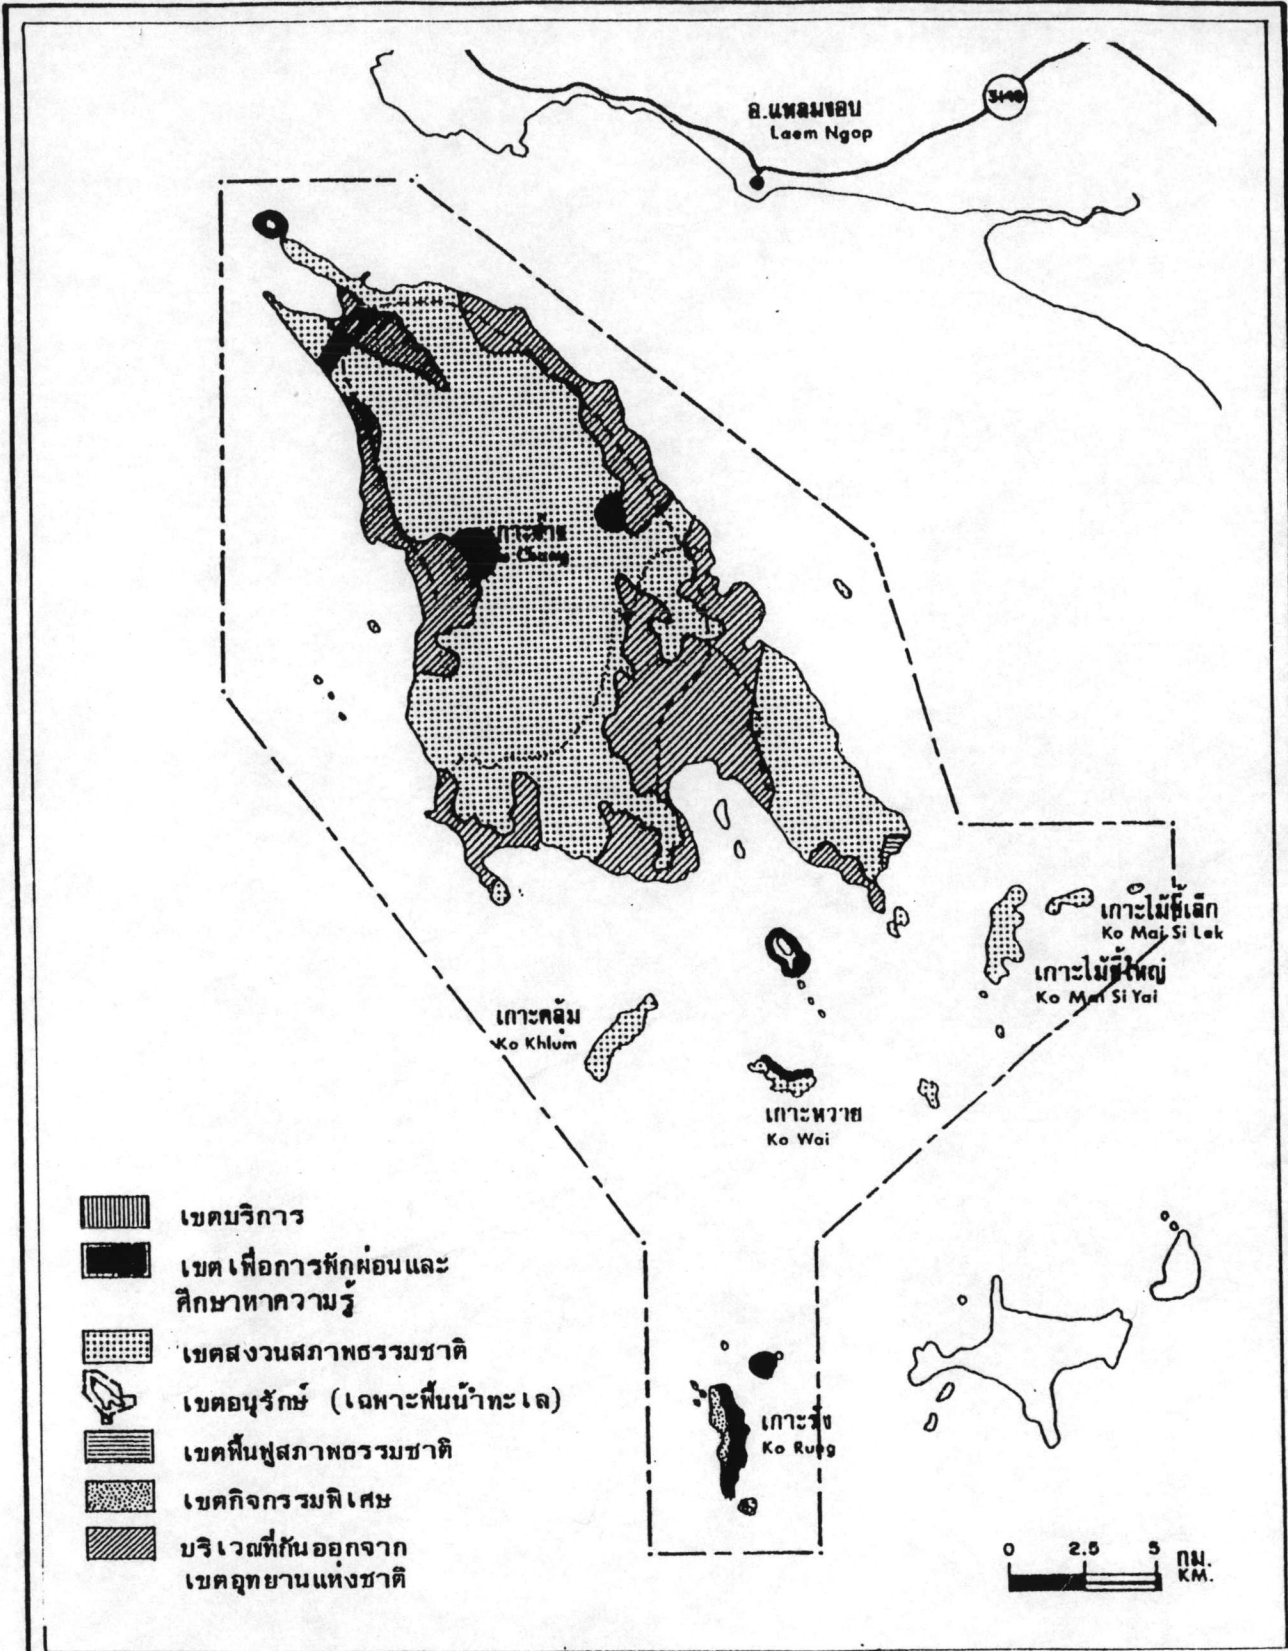 อ.แหลมงอบ
Laem Ngop
3148
เกาะช้าง
Ko Chang
เกาะไม้ซี้เล็ก
Ko Mai Si Lek
เกาะไม้ซี้ใหญ่
Ko Mai Si Yai
เกาะคลุ้ม
Ko Khlum
เกาะหวาย
Ko Wai
เกาะรัง
Ko Rung
เขตบริการ
เขตเพื่อการพักผ่อนและ
ศึกษาหาความรู้
เขตสงวนสภาพธรรมชาติ
เขตอนุรักษ์ (เฉพาะพื้นน้ำทะเล)
เขตฟื้นฟูสภาพธรรมชาติ
เขตกิจกรรมพิเศษ
บริเวณที่กันออกจาก
เขตอุทยานแห่งชาติ
0 2.5 5 กม.
KM.